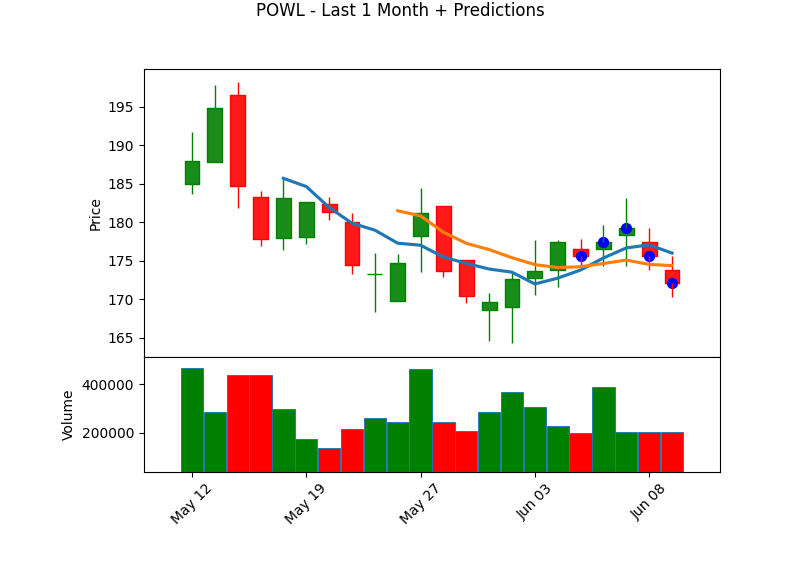 POWL - Last 1 Month + Predictions
195
190
185
180
175
170
165
Price
400000
200000
Volume
May 12
May 19
May 27
Jun 03
Jun 08